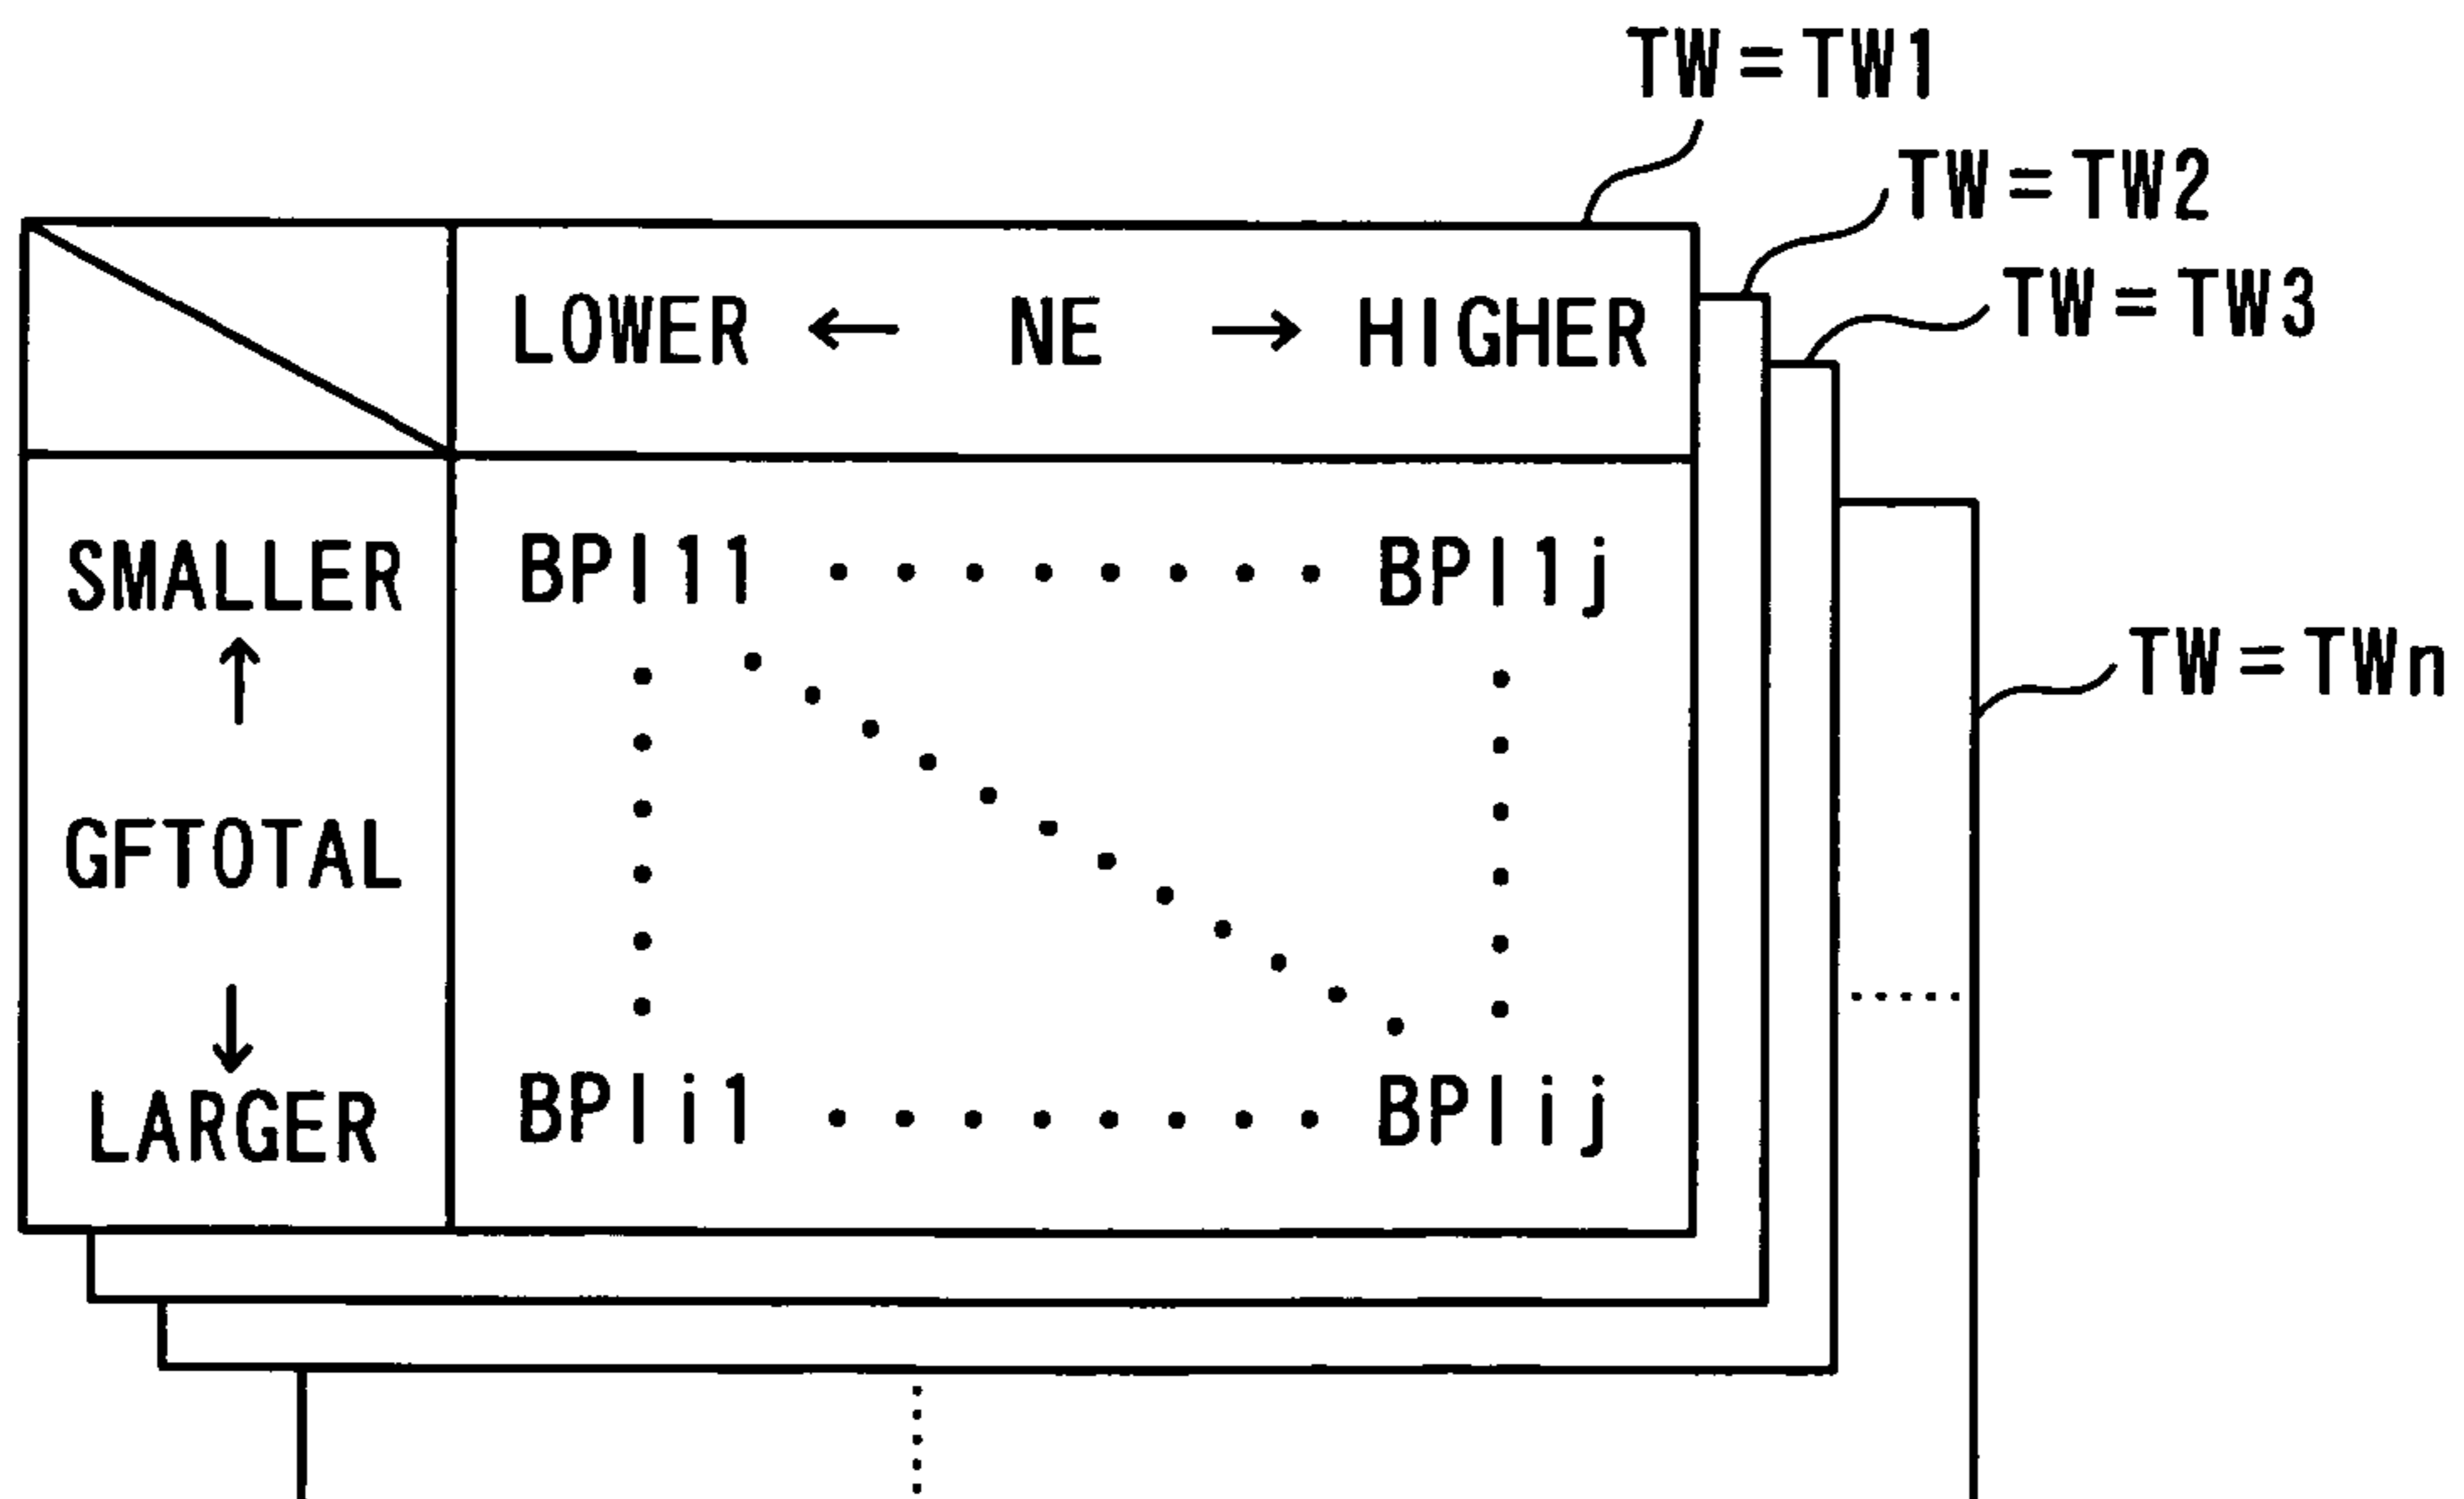 TW=TW1
TW=TW2
TW=TW3
LOWER ← NE → HIGHER
SMALLER
↑
GFTOTAL
↓
LARGER
BPI11 ········ BPI1j
BPIi1 ········ BPIij
TW=TWn